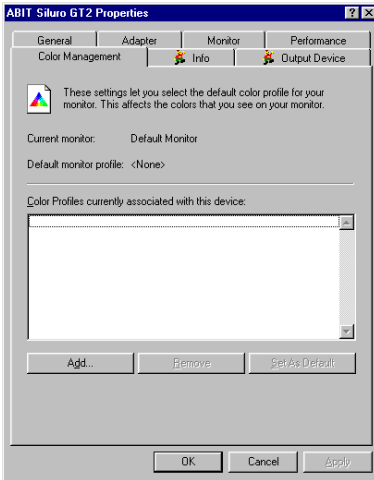 ABIT Siluro GT2 Properties
General Adapter Monitor Performance
Color Management Info Output Device
These settings let you select the default color profile for your
monitor. This affects the colors that you see on your monitor.
Current monitor: Default Monitor
Default monitor profile: <None>
Color Profiles currently associated with this device:
Add... Remove Set As Default
OK Cancel Apply